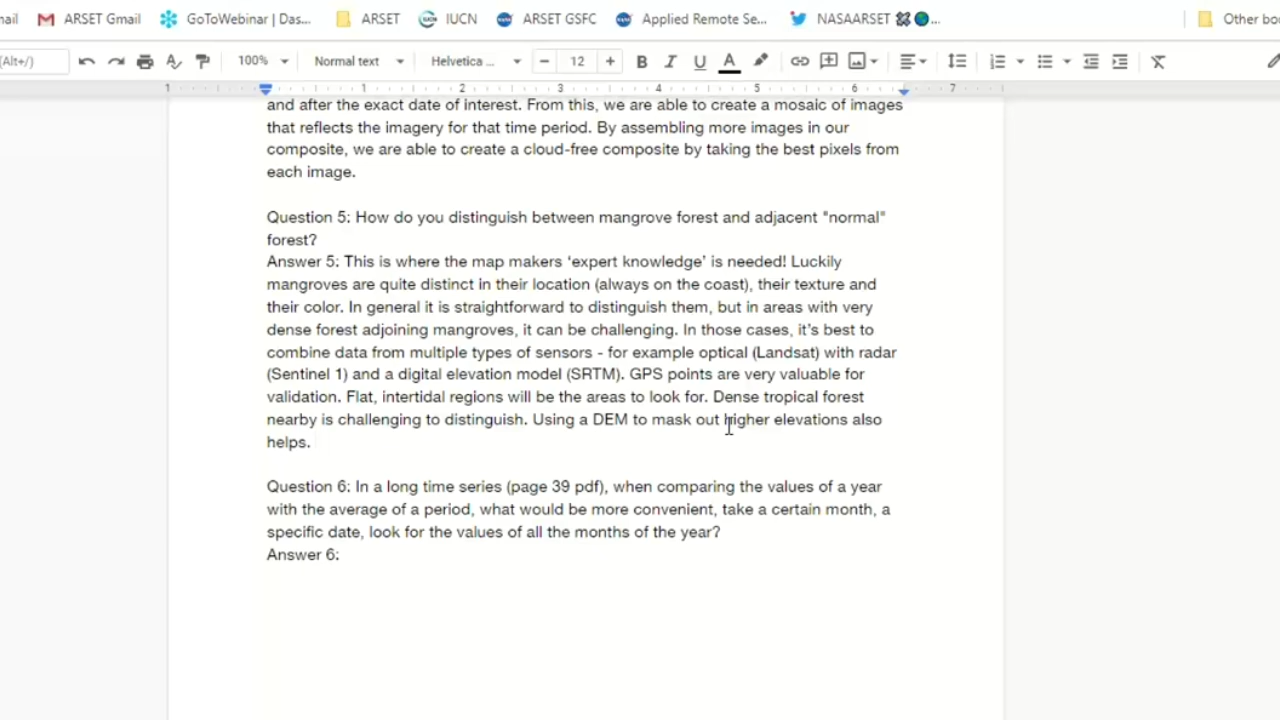 ail ARSET Gmail GoToWebinar | Das... ARSET IUCN ARSET GSFC Applied Remote Se... NASAARSET Other boo
(Alt+/) 100% Normal text Helvetica ... 12 B I U A
1 1 2 3 4 5 6 7
and after the exact date of interest. From this, we are able to create a mosaic of images
that reflects the imagery for that time period. By assembling more images in our
composite, we are able to create a cloud-free composite by taking the best pixels from
each image.
Question 5: How do you distinguish between mangrove forest and adjacent "normal"
forest?
Answer 5: This is where the map makers ‘expert knowledge’ is needed! Luckily
mangroves are quite distinct in their location (always on the coast), their texture and
their color. In general it is straightforward to distinguish them, but in areas with very
dense forest adjoining mangroves, it can be challenging. In those cases, it’s best to
combine data from multiple types of sensors - for example optical (Landsat) with radar
(Sentinel 1) and a digital elevation model (SRTM). GPS points are very valuable for
validation. Flat, intertidal regions will be the areas to look for. Dense tropical forest
nearby is challenging to distinguish. Using a DEM to mask out higher elevations also
helps.
Question 6: In a long time series (page 39 pdf), when comparing the values of a year
with the average of a period, what would be more convenient, take a certain month, a
specific date, look for the values of all the months of the year?
Answer 6: